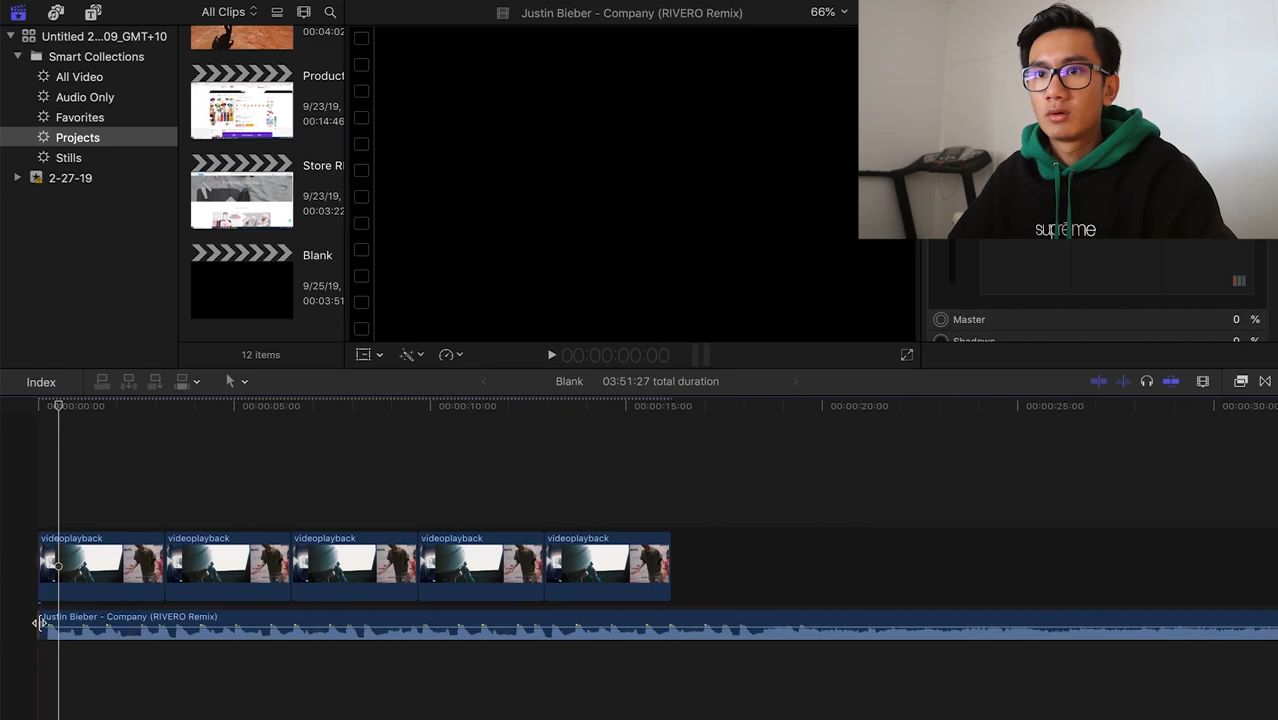 All Clips
Justin Bieber - Company (RIVERO Remix)
66%
Untitled 2...09_GMT+10
Smart Collections
All Video
Audio Only
Favorites
Projects
Stills
2-27-19
00:04:02
Product
9/23/19,
00:14:46
Store R
9/23/19,
00:03:22
Blank
9/25/19,
00:03:51
12 items
suprême
Master
0 %
Shadows
0 %
00:00:00:00
Index
Blank
03:51:27 total duration
00:00:00:00
00:00:05:00
00:00:10:00
00:00:15:00
00:00:20:00
00:00:25:00
00:00:30:00
videoplayback
videoplayback
videoplayback
videoplayback
videoplayback
Justin Bieber - Company (RIVERO Remix)